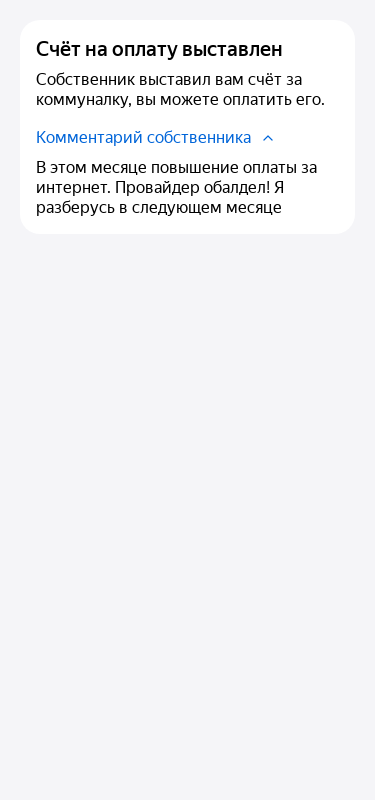 Счёт на оплату выставлен
Собственник выставил вам счёт за
коммуналку, вы можете оплатить его.
Комментарий собственника
В этом месяце повышение оплаты за
интернет. Провайдер обалдел! Я
разберусь в следующем месяце